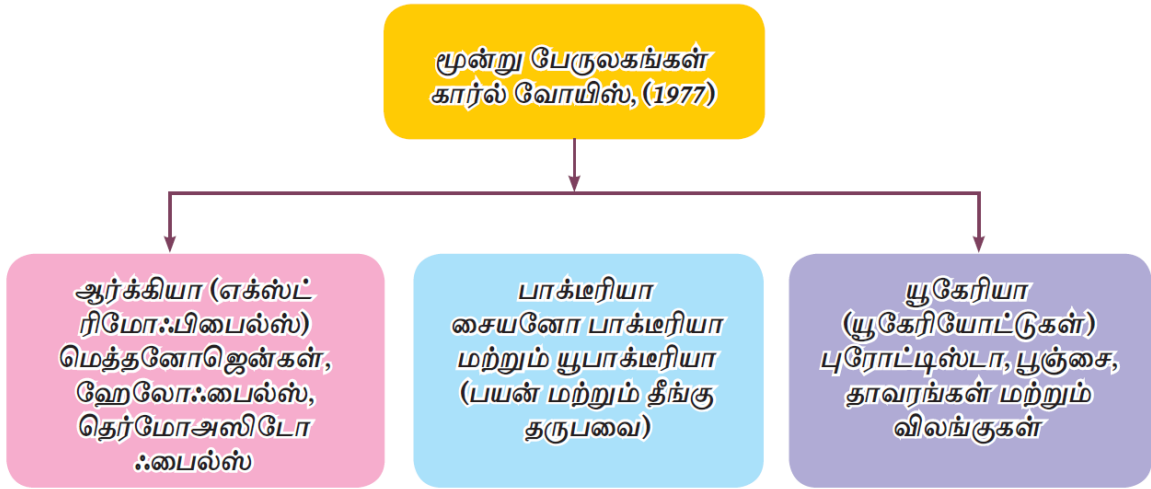 மூன்று பேருலகங்கள்
கார்ல் வோயிஸ், (1977)
ஆர்க்கியா (எக்ஸ்ட்
ரிமோஃபிபைல்ஸ்)
மெத்தனோஜென்கள்,
ஹேலோஃபைல்ஸ்,
தெர்மோஅஸிடோ
ஃபைல்ஸ்
பாக்டீரியா
சையனோ பாக்டீரியா
மற்றும் யூபாக்டீரியா
(பயன் மற்றும் தீங்கு
தருபவை)
யூகேரியா
(யூகேரியோட்டுகள்)
புரோட்டிஸ்டா, பூஞ்சை,
தாவரங்கள் மற்றும்
விலங்குகள்